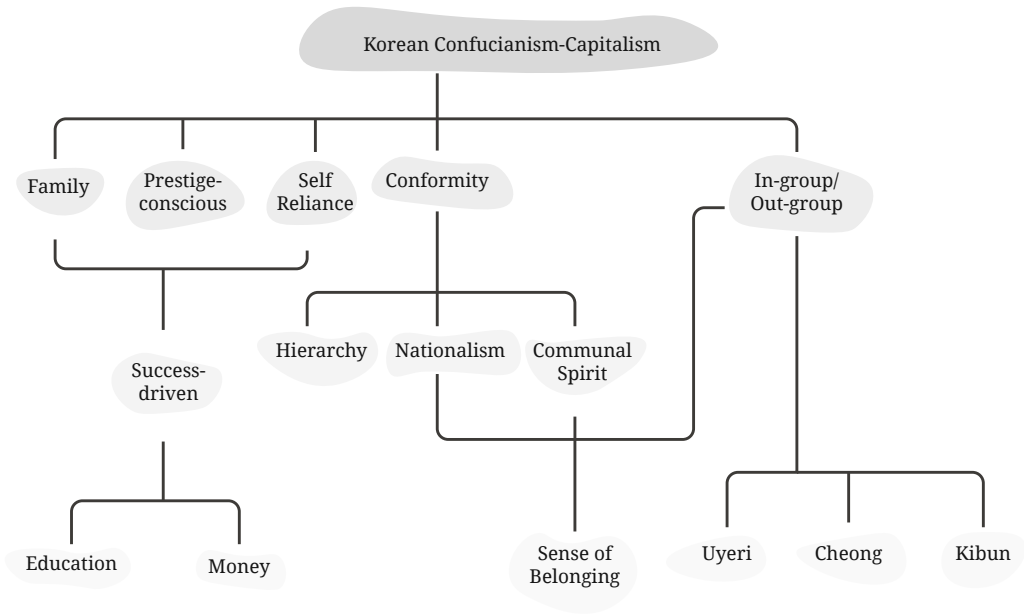 Korean Confucianism-Capitalism
Family
Prestige-
conscious
Self
Reliance
Conformity
In-group/
Out-group
Hierarchy
Nationalism
Communal
Spirit
Success-
driven
Education
Money
Sense of
Belonging
Uyeri
Cheong
Kibun